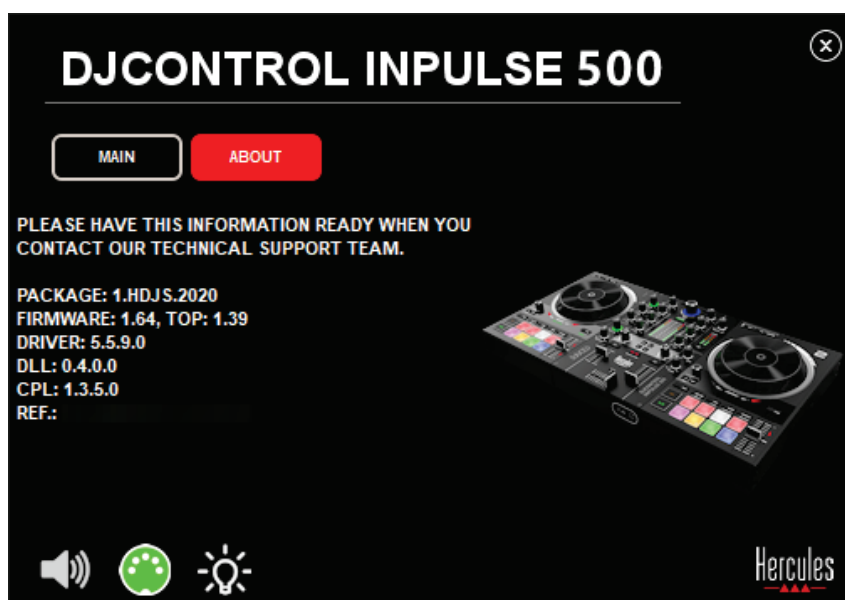 DJCONTROL INPULSE 500
MAIN
ABOUT
PLEASE HAVE THIS INFORMATION READY WHEN YOU
CONTACT OUR TECHNICAL SUPPORT TEAM.
PACKAGE: 1.HDJS.2020
FIRMWARE: 1.64, TOP: 1.39
DRIVER: 5.5.9.0
DLL: 0.4.0.0
CPL: 1.3.5.0
REF.:
Hercules